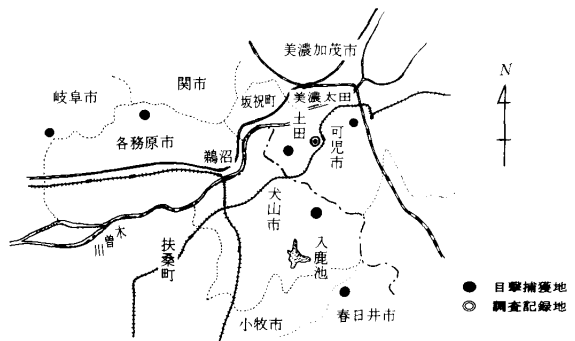 美濃加茂市
関市
岐阜市
坂祝町
美濃太田
土田
可児市
各務原市
鵜沼
犬山市
木曽川
扶桑町
入鹿池
小牧市
春日井市
N
● 目撃捕獲地
◎ 調査記録地